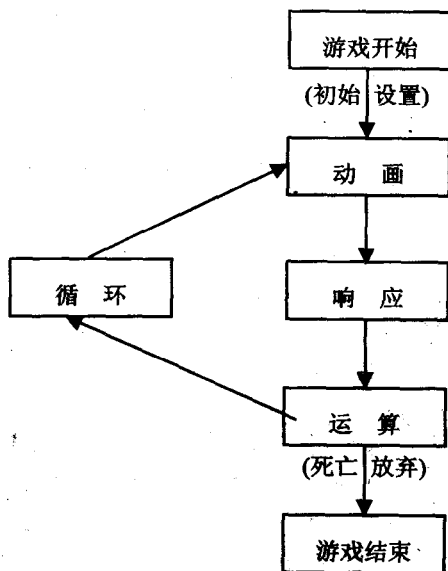 游戏开始
(初始 设置)
动 画
循 环
响 应
运 算
(死亡 放弃)
游戏结束